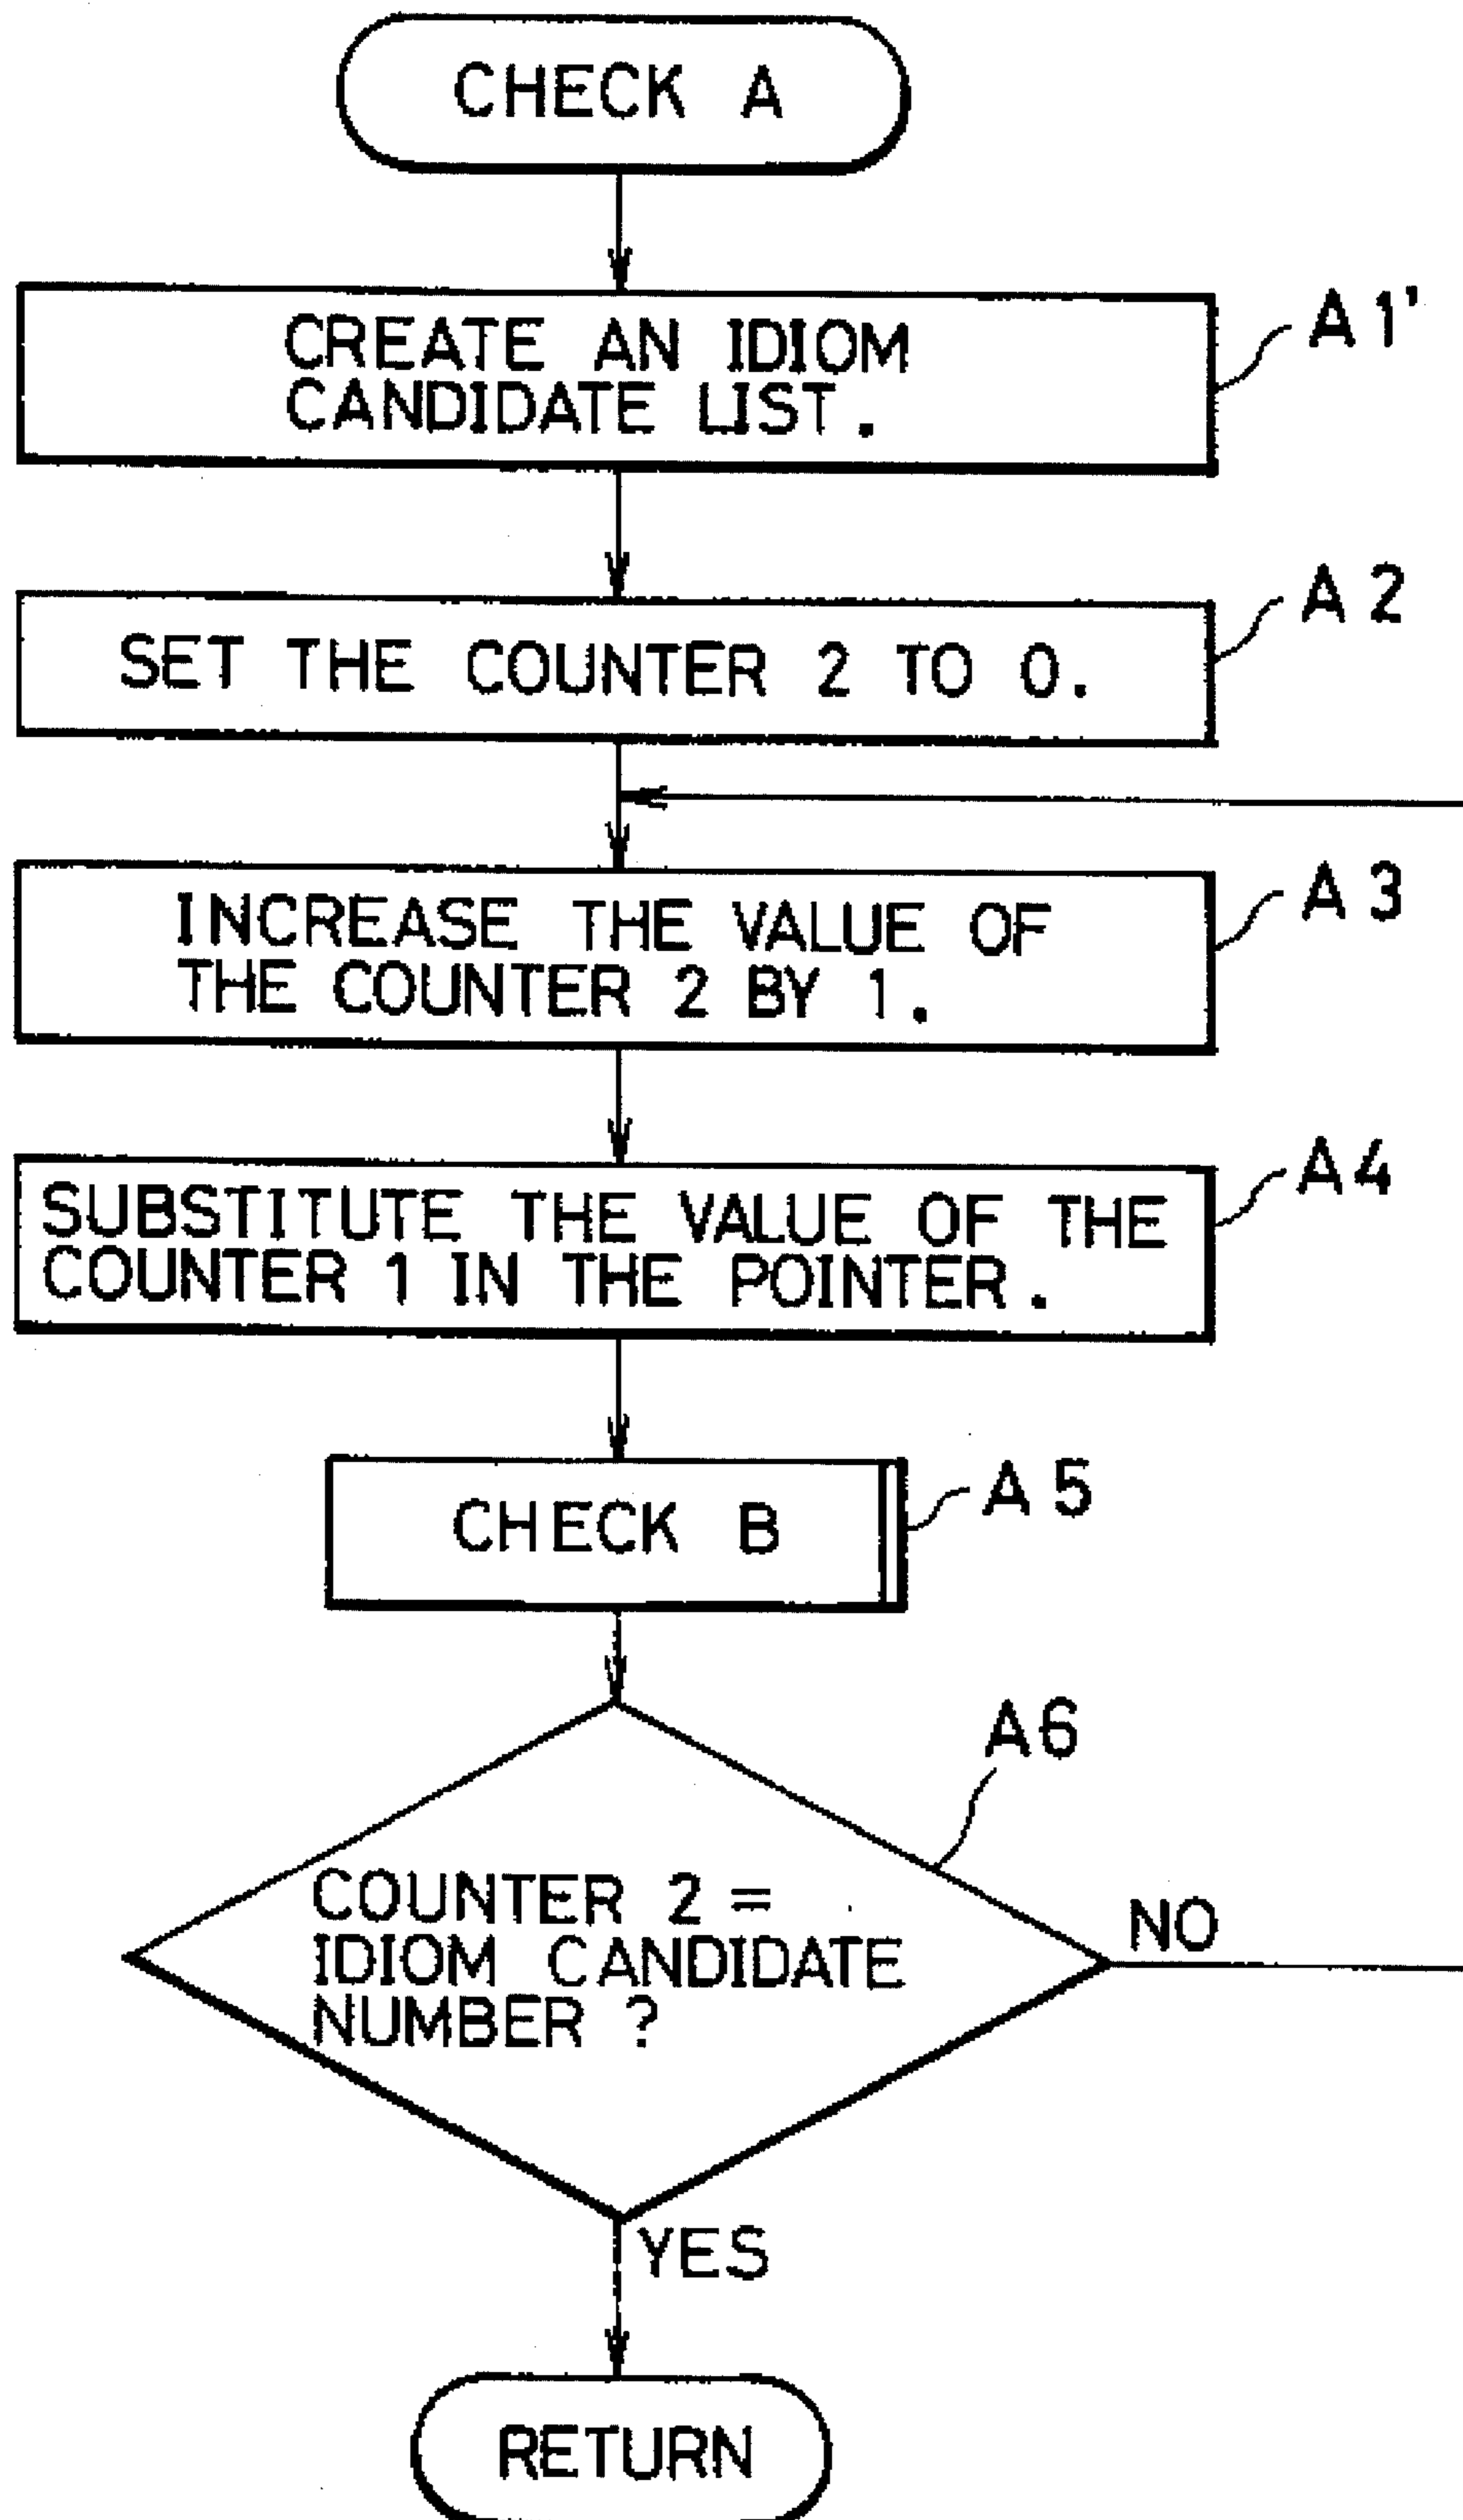 CHECK A
CREATE AN IDIOM
CANDIDATE LIST.
A1'
SET THE COUNTER 2 TO 0.
A2
INCREASE THE VALUE OF
THE COUNTER 2 BY 1.
A3
SUBSTITUTE THE VALUE OF THE
COUNTER 1 IN THE POINTER.
A4
CHECK B
A5
A6
COUNTER 2 =
IDIOM CANDIDATE
NUMBER ?
NO
YES
RETURN